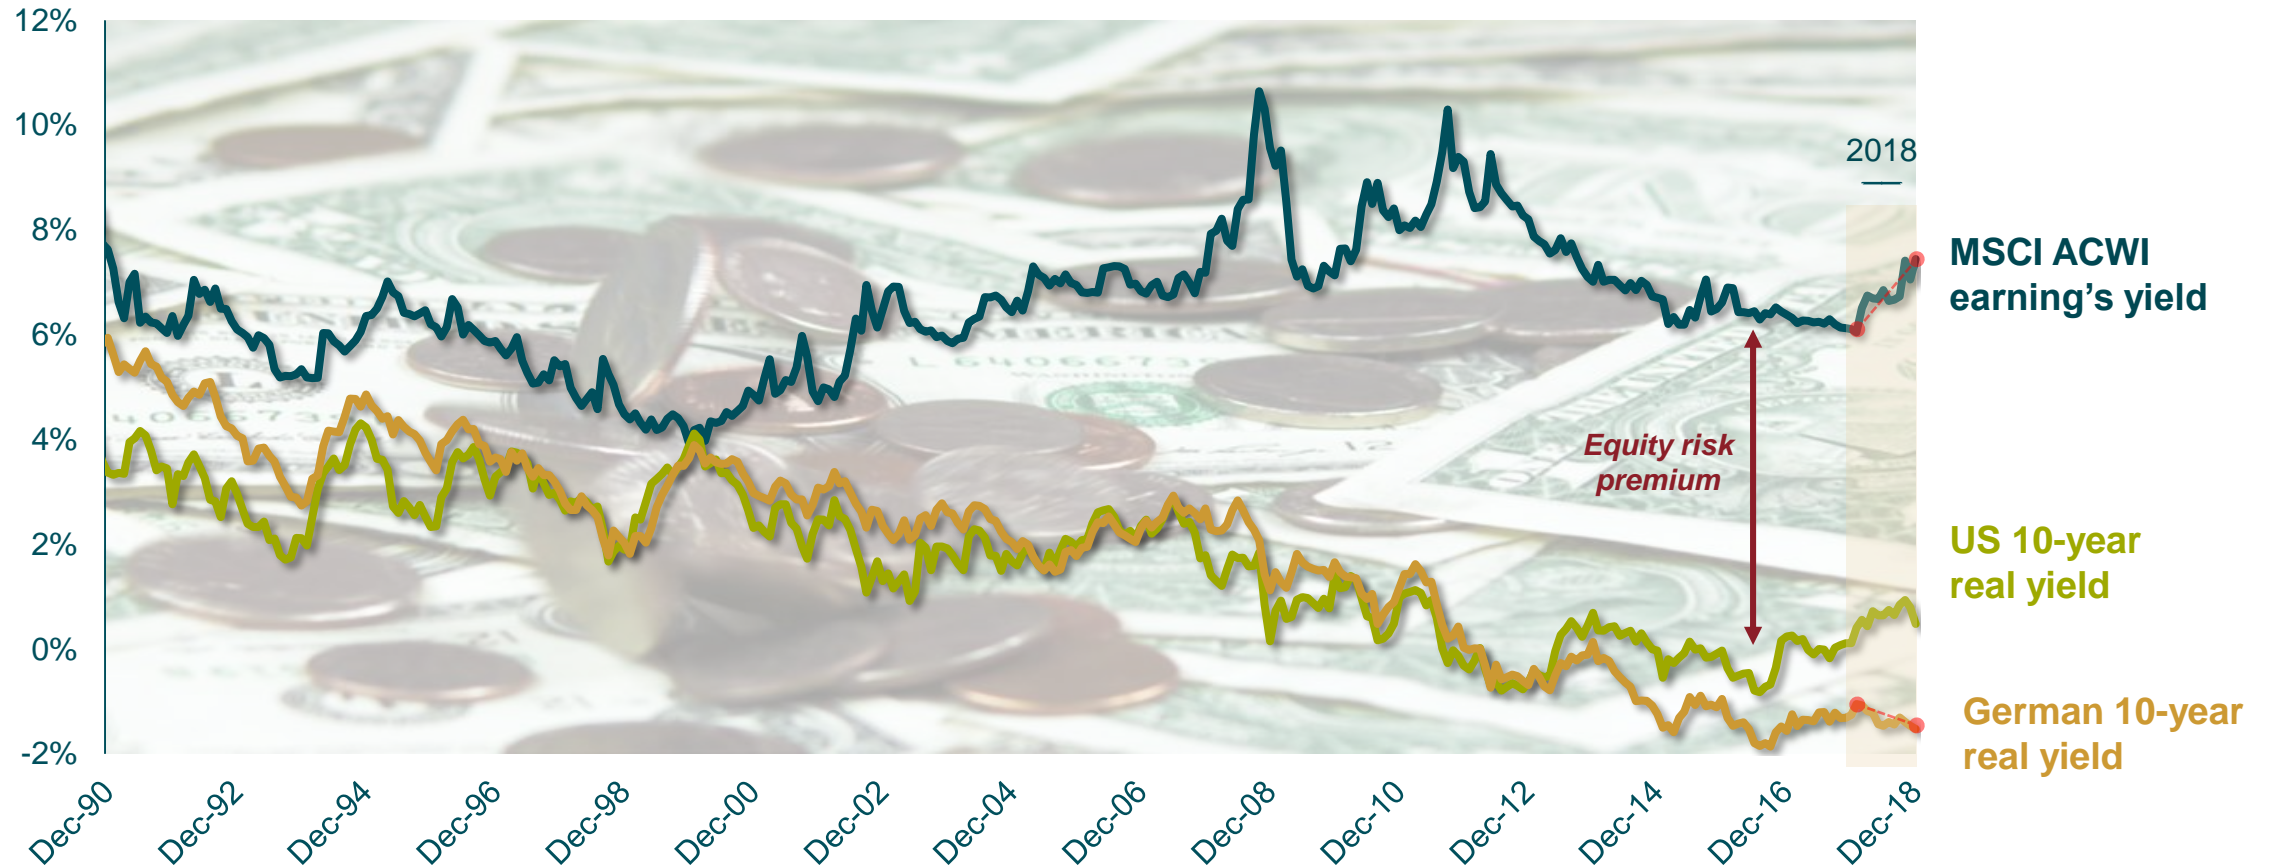 12%
10%
8%
6%
4%
2%
0%
-2%
2018
MSCI ACWI
earning's yield
Equity risk
premium
US 10-year
real yield
German 10-year
real yield
Dec-90
Dec-92
Dec-94
Dec-96
Dec-98
Dec-00
Dec-02
Dec-04
Dec-06
Dec-08
Dec-10
Dec-12
Dec-14
Dec-16
Dec-18